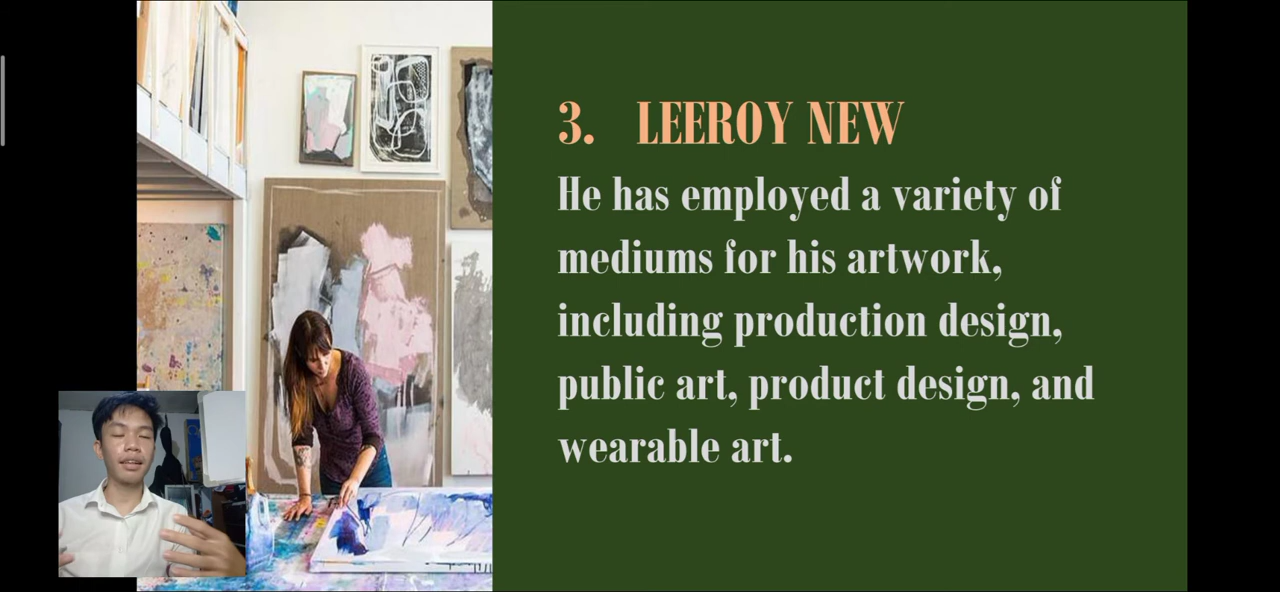 3. LEEROY NEW
He has employed a variety of
mediums for his artwork,
including production design,
public art, product design, and
wearable art.